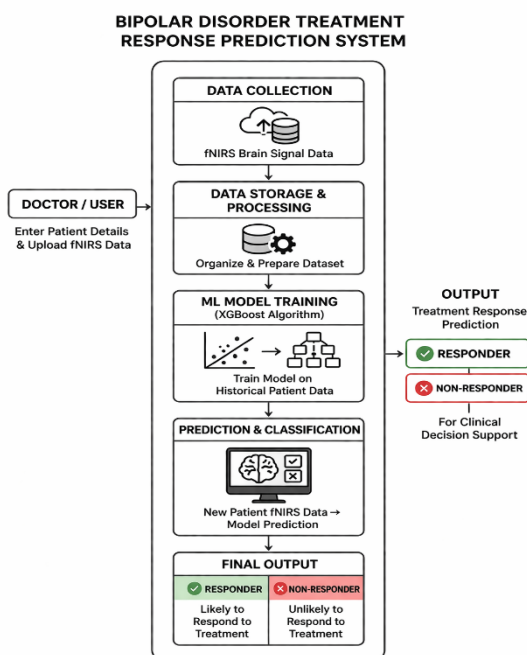 BIPOLAR DISORDER TREATMENT
RESPONSE PREDICTION SYSTEM
DATA COLLECTION
fNIRS Brain Signal Data
DOCTOR / USER
Enter Patient Details
& Upload fNIRS Data
DATA STORAGE &
PROCESSING
Organize & Prepare Dataset
ML MODEL TRAINING
(XGBoost Algorithm)
Train Model on
Historical Patient Data
PREDICTION & CLASSIFICATION
New Patient fNIRS Data →
Model Prediction
FINAL OUTPUT
RESPONDER
Likely to
Respond to
Treatment
NON-RESPONDER
Unlikely to
Respond to
Treatment
OUTPUT
Treatment Response
Prediction
RESPONDER
NON-RESPONDER
For Clinical
Decision Support